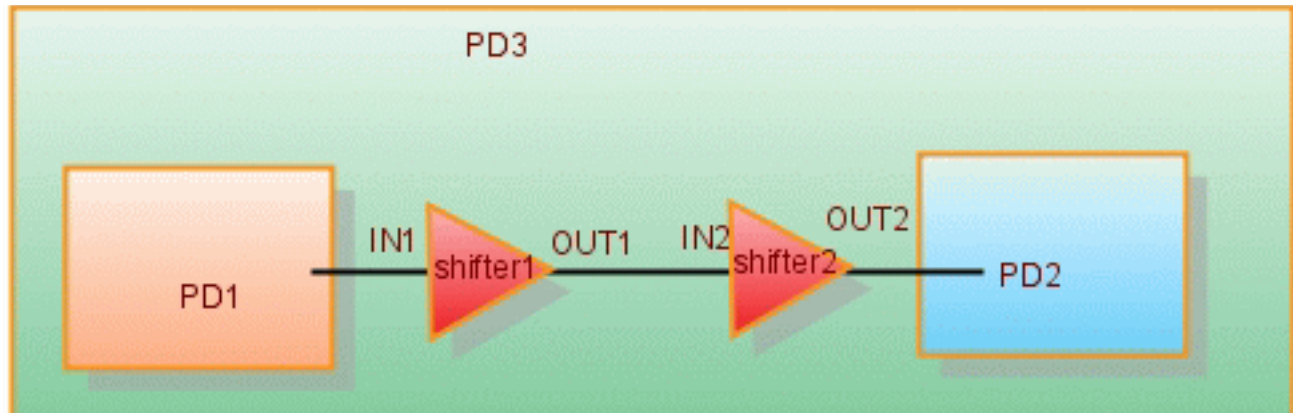 PD3
IN1
OUT1
IN2
OUT2
shifter1
shifter2
PD1
PD2